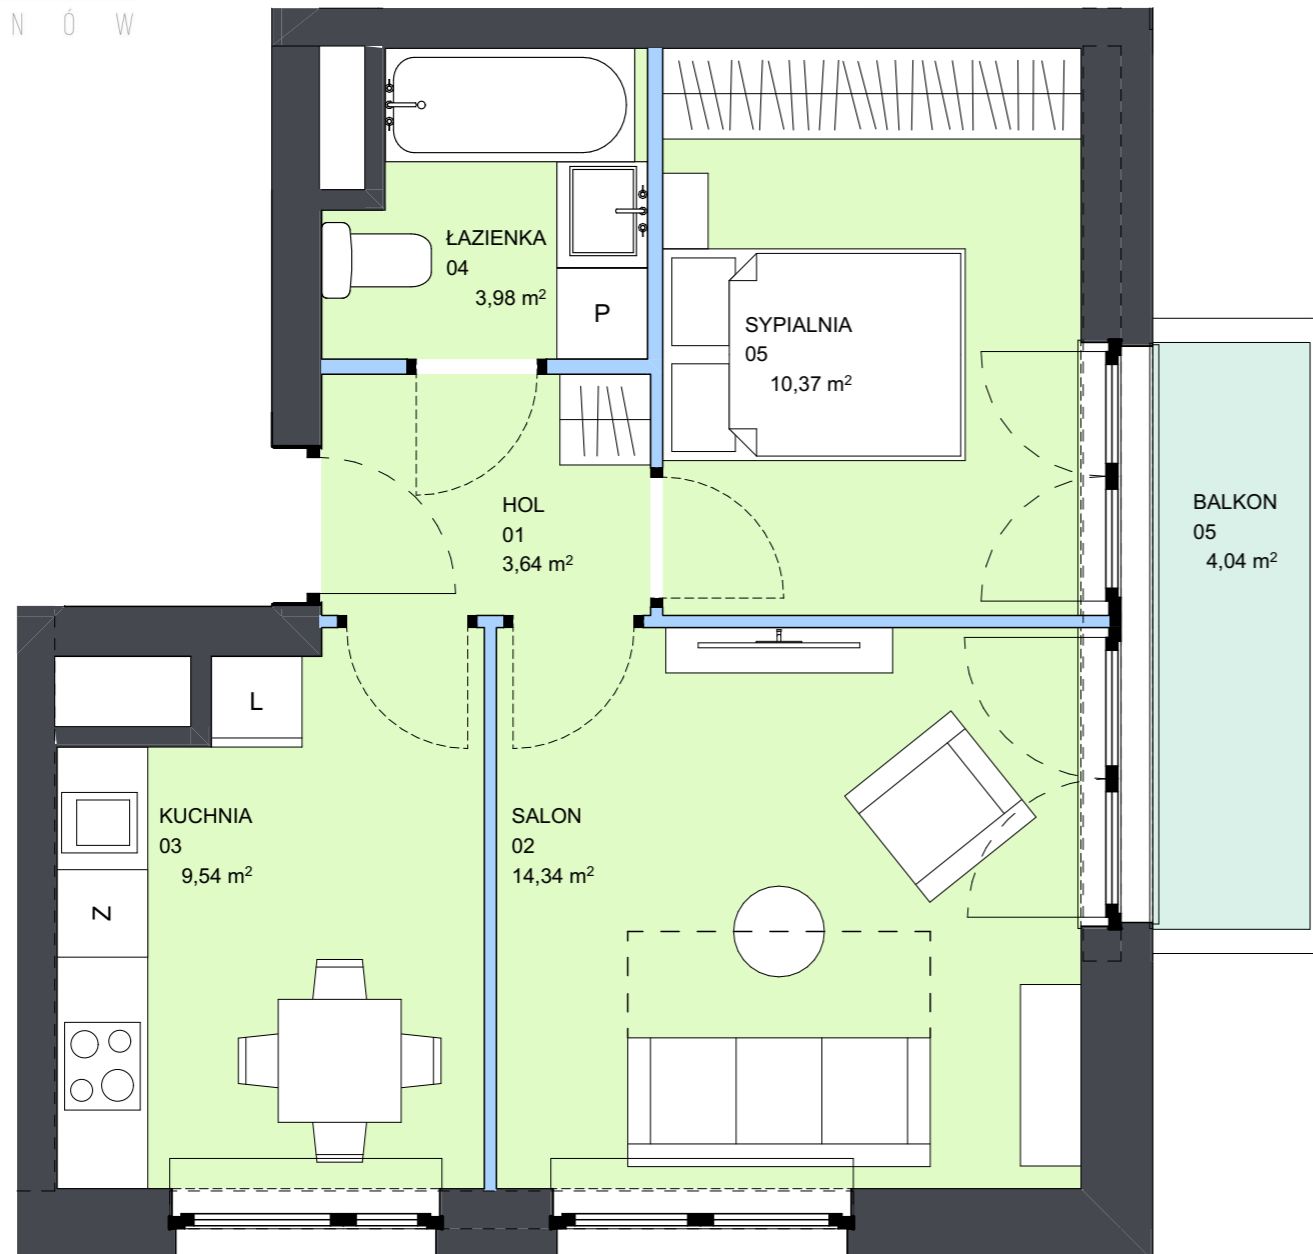 N Ó W
ŁAZIENKA
04
3,98 m²
P
SYPIALNIA
05
10,37 m²
HOL
01
3,64 m²
BALKON
05
4,04 m²
L
KUCHNIA
03
9,54 m²
Z
SALON
02
14,34 m²